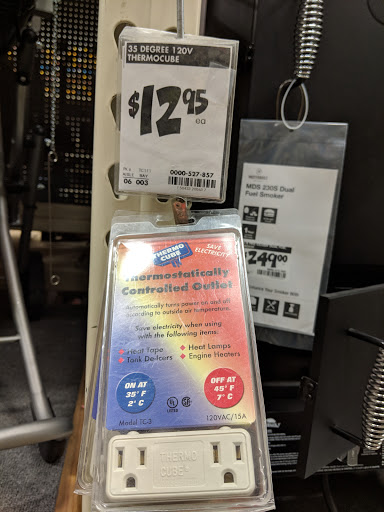 35 DEGREE 120V
THERMOCUBE
$12.95
ea
06 003
0000-527-857
MDS 230S Dual
Fuel Smoker
249.00
THERMO
CUBE
SAVE
ELECTRICITY
Thermostatically
Controlled Outlet
Automatically turns power on and off
according to outside air temperature.
Save electricity when using
with the following items:
Heat Tape
Heat Lamps
Tank De-Icers
Engine Heaters
ON AT
35° F
2° C
OFF AT
45° F
7° C
Model TC-3
120VAC/15A
THERMO
CUBE